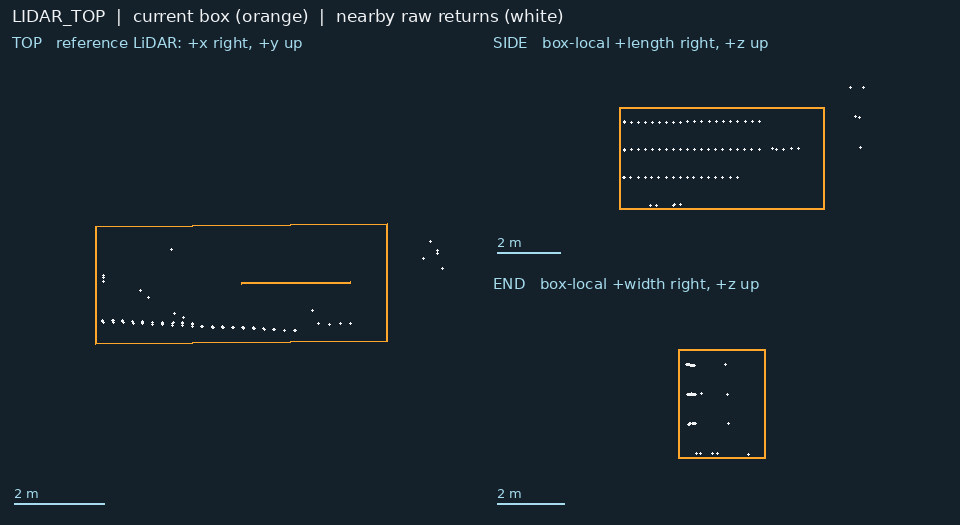 LIDAR_TOP | current box (orange) | nearby raw returns (white)
TOP reference LiDAR: +x right, +y up
SIDE box-local +length right, +z up
2 m
END box-local +width right, +z up
2 m
2 m